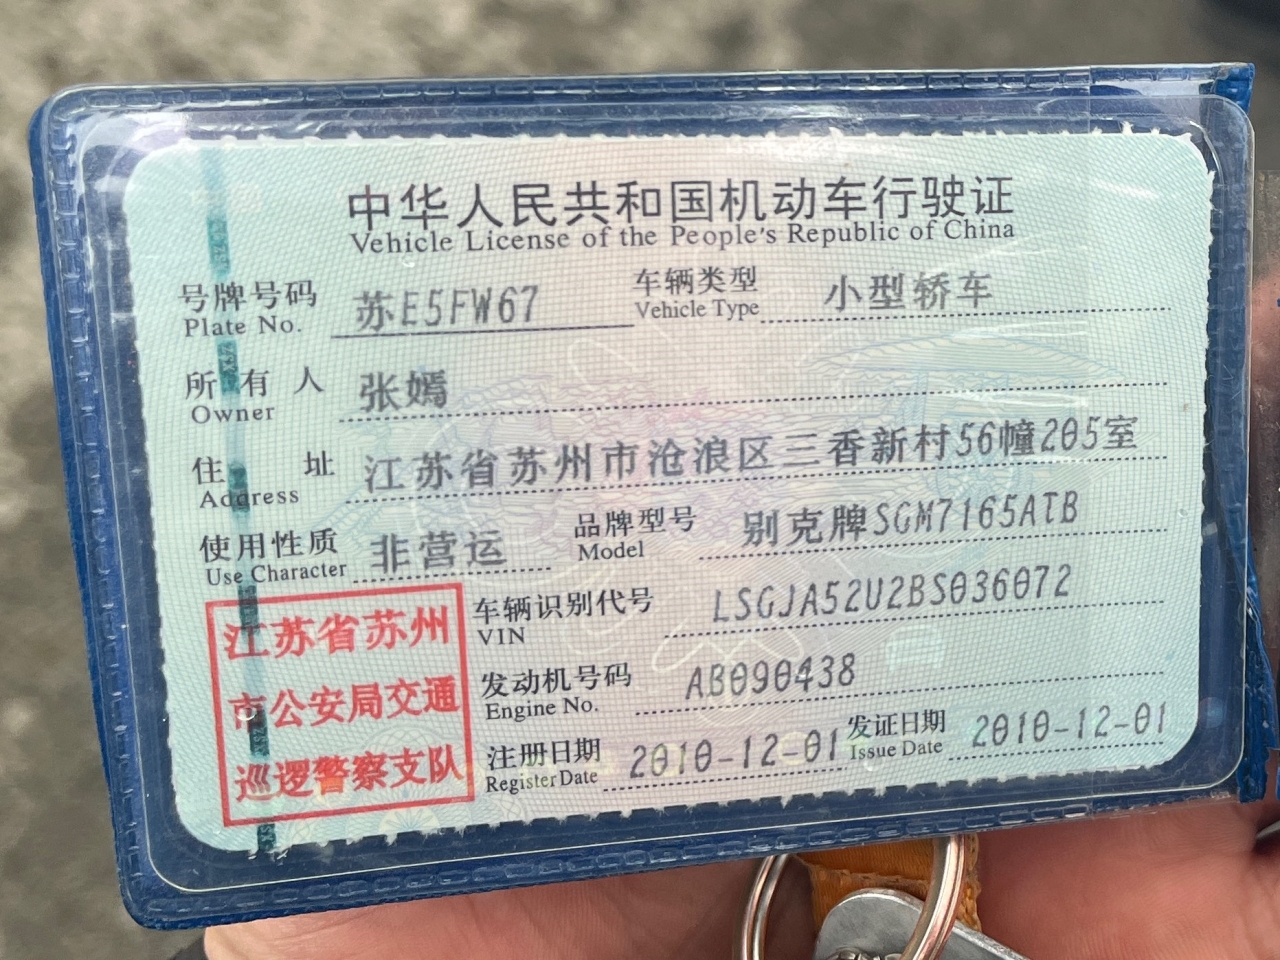 中华人民共和国机动车行驶证
Vehicle License of the People's Republic of China
号牌号码 苏E5FW67 车辆类型 小型轿车
Plate No. Vehicle Type
所有人 张嫣
Owner
住址 江苏省苏州市沧浪区三香新村56幢205室
Address
使用性质 非营运 品牌型号 别克牌SGM7165ATB
Use Character Model
江苏省苏州
市公安局交通
巡逻警察支队
车辆识别代号 LSGJA52U2BS036072
VIN
发动机号码 AB090438
Engine No.
注册日期 2010-12-01 发证日期 2010-12-01
Register Date Issue Date